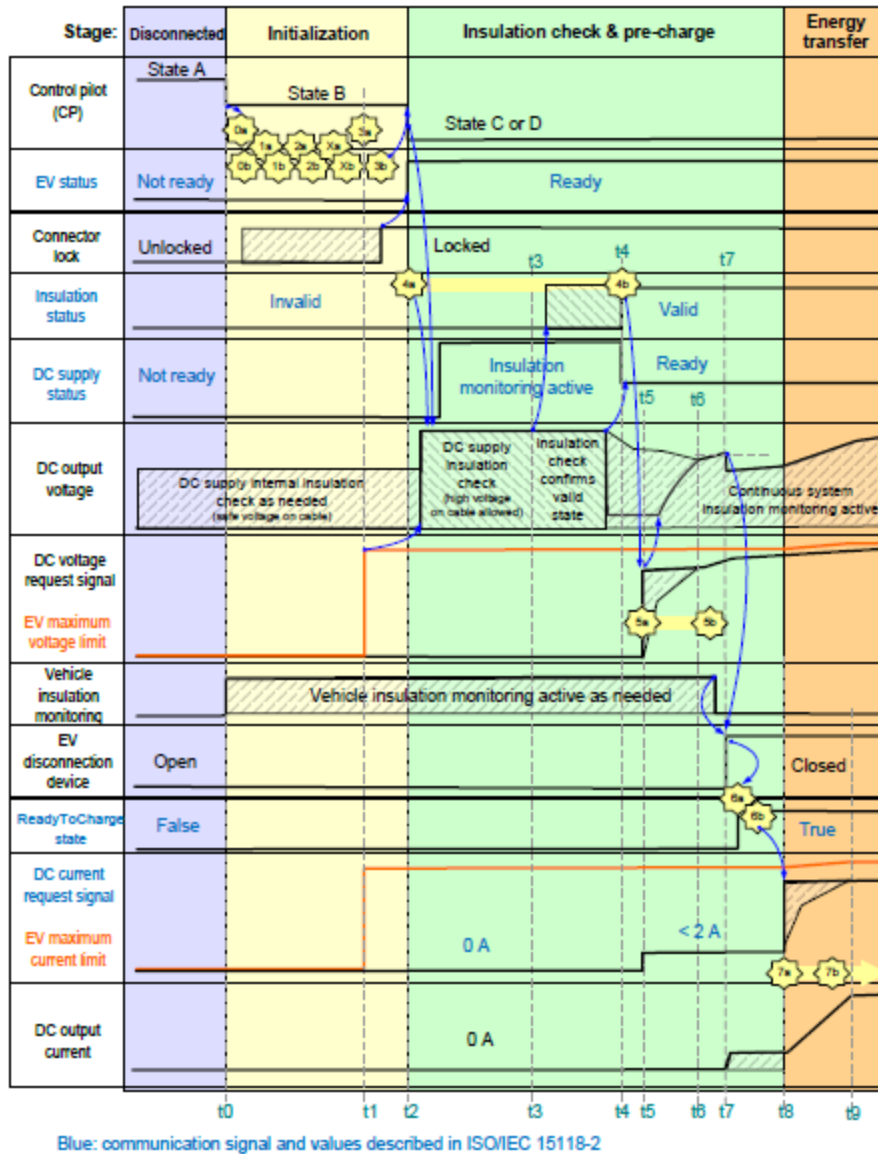 Stage: Disconnected Initialization Insulation check & pre-charge Energy
transfer
Control pilot
(CP)
State A
State B
State C or D
0a
1a
2a
Xa
3a
0b
1b
2b
Xb
3b
EV status
Not ready
Ready
Connector
lock
Unlocked
Locked
t3
t4
t7
Insulation
status
Invalid
4a
4b
Valid
DC supply
status
Not ready
Insulation
monitoring active
Ready
t5
t6
DC output
voltage
DC supply internal insulation
check as needed
(safe voltage on cable)
DC supply
insulation
check
(high voltage
on cable allowed)
Insulation
check
confirms
valid
state
Continuous system
insulation monitoring active
DC voltage
request signal
EV maximum
voltage limit
5a
5b
Vehicle
insulation
monitoring
Vehicle insulation monitoring active as needed
EV
disconnection
device
Open
Closed
6a
ReadyToCharge
state
False
6b
True
DC current
request signal
EV maximum
current limit
0 A
< 2 A
7a
7b
DC output
current
0 A
t0
t1
t2
t3
t4
t5
t6
t7
t8
t9
Blue: communication signal and values described in ISO/IEC 15118-2